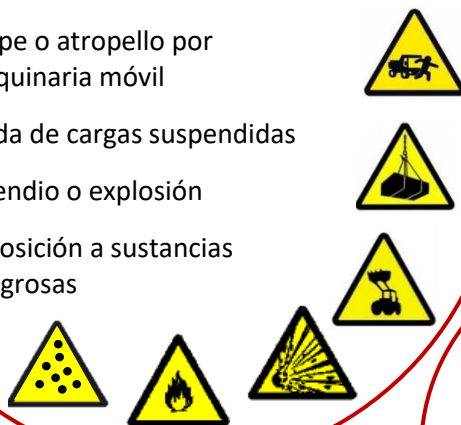 pe o atropello por
quinaria móvil
da de cargas suspendidas
endio o explosión
osición a sustancias
grosas